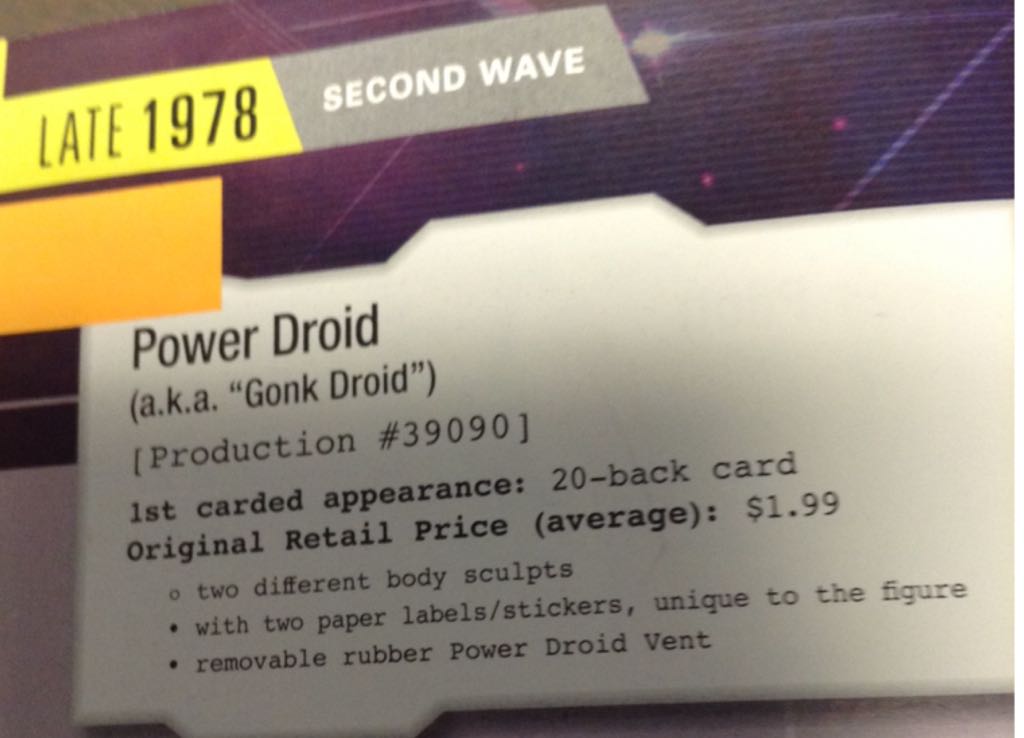 LATE 1978 SECOND WAVE
Power Droid
(a.k.a. “Gonk Droid”)
[Production #39090]
1st carded appearance: 20-back card
Original Retail Price (average): $1.99
○ two different body sculpts
• with two paper labels/stickers, unique to the figure
• removable rubber Power Droid Vent